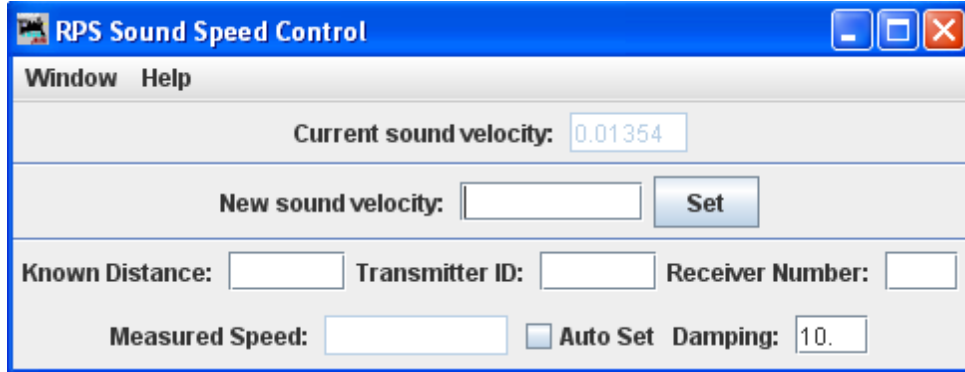 RPS Sound Speed Control
Window Help
Current sound velocity: 0.01354
New sound velocity: Set
Known Distance: Transmitter ID: Receiver Number:
Measured Speed: Auto Set Damping: 10.